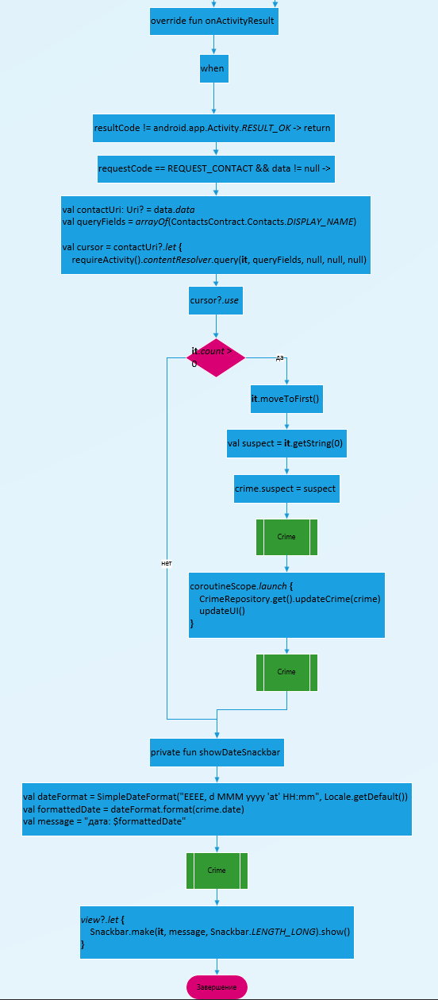 override fun onActivityResult
when
resultCode != android.app.Activity.RESULT_OK -> return
requestCode == REQUEST_CONTACT && data != null ->
val contactUri: Uri? = data.data
val queryFields = arrayOf(ContactsContract.Contacts.DISPLAY_NAME)
val cursor = contactUri?.let {
requireActivity().contentResolver.query(it, queryFields, null, null, null)
cursor?.use
it.count >
0
да
it.moveToFirst()
val suspect = it.getString(0)
crime.suspect = suspect
Crime
нет
coroutineScope.launch {
CrimeRepository.get().updateCrime(crime)
updateUI()
}
Crime
private fun showDateSnackbar
val dateFormat = SimpleDateFormat("EEEE, d MMM yyyy 'at' HH:mm", Locale.getDefault())
val formattedDate = dateFormat.format(crime.date)
val message = "дата: $formattedDate"
Crime
view?.let {
Snackbar.make(it, message, Snackbar.LENGTH_LONG).show()
}
Завершение